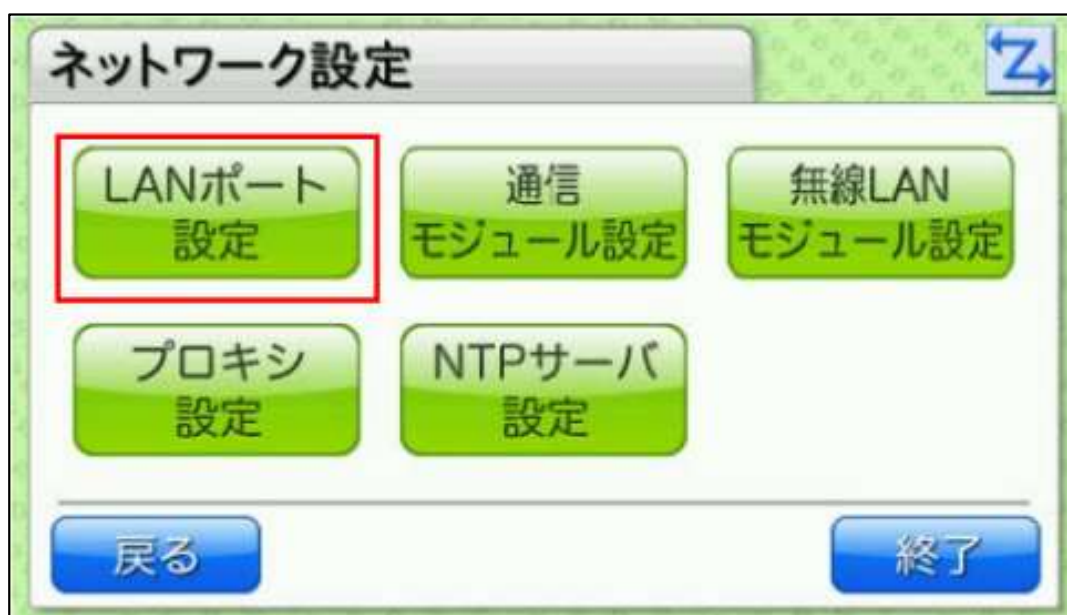 ネットワーク設定
Z
LANポート
設定
通信
モジュール設定
無線LAN
モジュール設定
プロキシ
設定
NTPサーバ
設定
戻る
終了